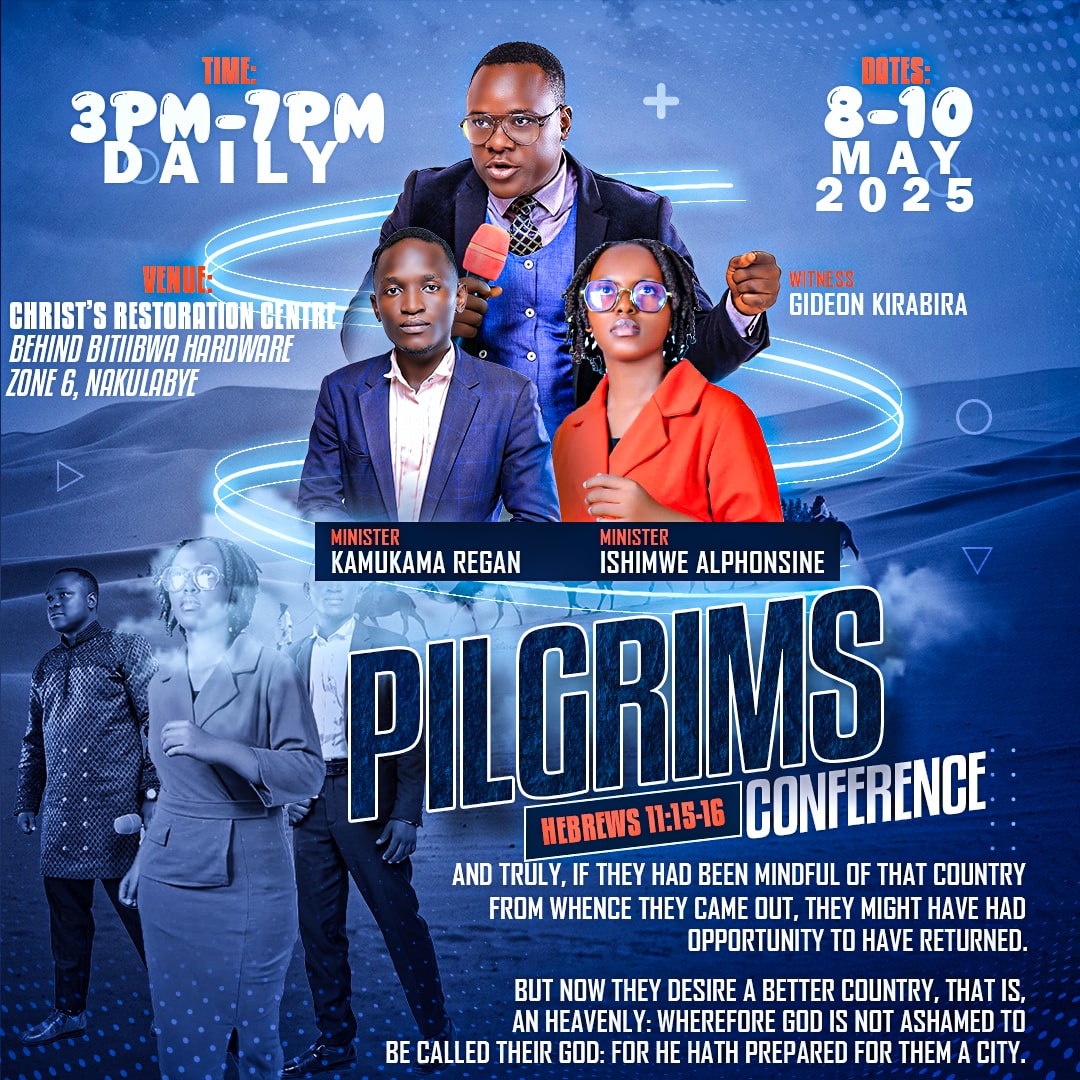 TIME:
3PM-7PM
DAILY
DATES:
8-10
MAY
2025
VENUE:
CHRIST'S RESTORATION CENTRE
BEHIND BITIIBWA HARDWARE
ZONE 6, NAKULABYE
WITNESS
GIDEON KIRABIRA
MINISTER
KAMUKAMA REGAN
MINISTER
ISHIMWE ALPHONSINE
PILGRIMS
CONFERENCE
HEBREWS 11:15-16
AND TRULY, IF THEY HAD BEEN MINDFUL OF THAT COUNTRY
FROM WHENCE THEY CAME OUT, THEY MIGHT HAVE HAD
OPPORTUNITY TO HAVE RETURNED.
BUT NOW THEY DESIRE A BETTER COUNTRY, THAT IS,
AN HEAVENLY: WHEREFORE GOD IS NOT ASHAMED TO
BE CALLED THEIR GOD: FOR HE HATH PREPARED FOR THEM A CITY.